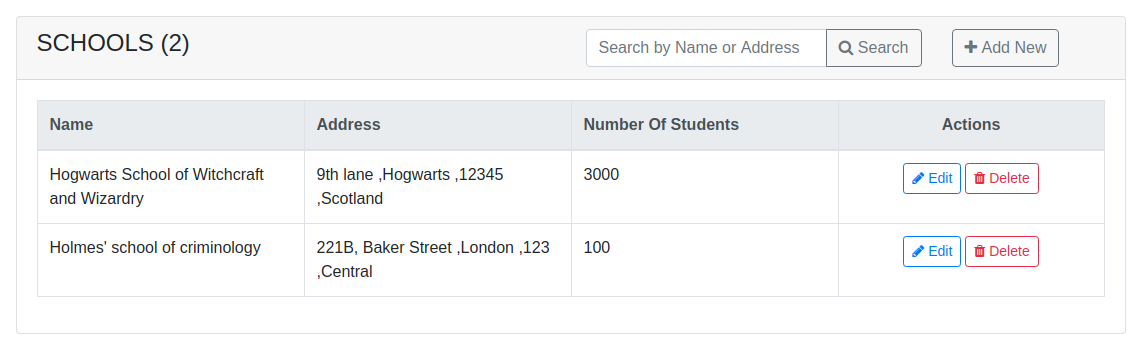 SCHOOLS (2)
Search by Name or Address
Search
Add New
Name
Address
Number Of Students
Actions
Hogwarts School of Witchcraft
and Wizardry
9th lane ,Hogwarts ,12345
,Scotland
3000
Edit
Delete
Holmes' school of criminology
221B, Baker Street ,London ,123
,Central
100
Edit
Delete